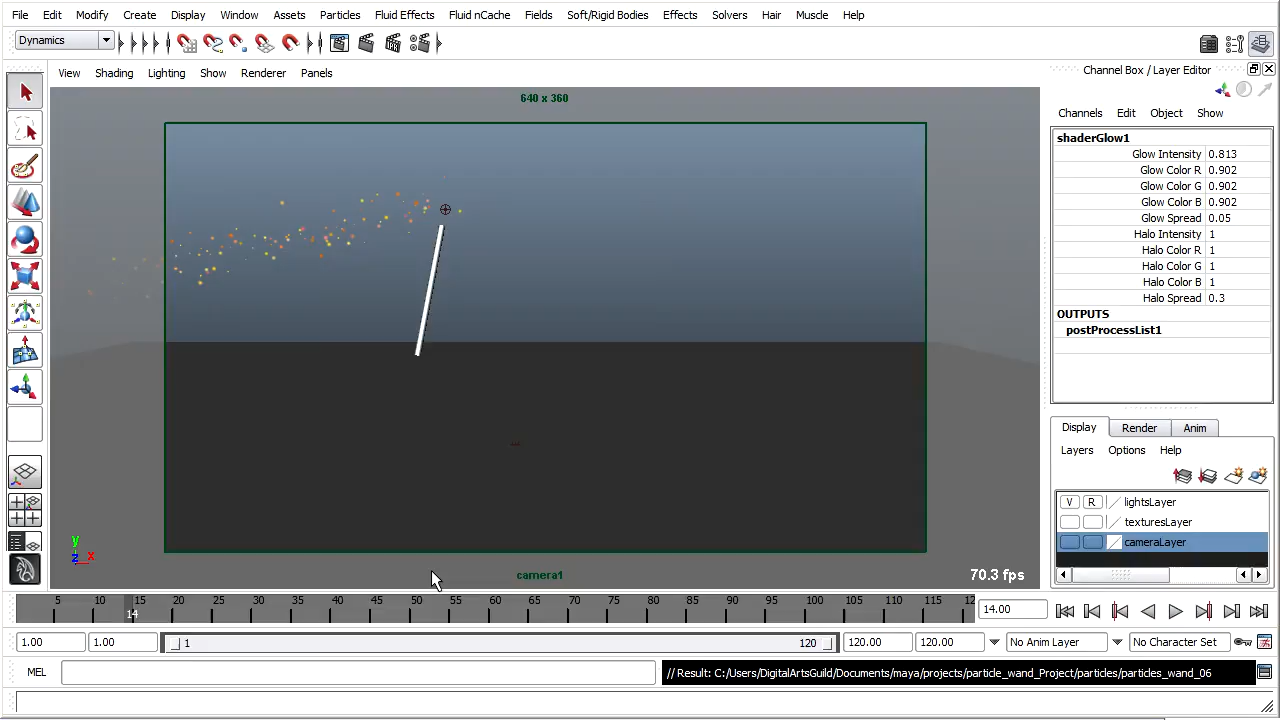 File Edit Modify Create Display Window Assets Particles Fluid Effects Fluid nCache Fields Soft/Rigid Bodies Effects Solvers Hair Muscle Help
Dynamics
View Shading Lighting Show Renderer Panels
Channel Box / Layer Editor
Channels Edit Object Show
640 x 360
shaderGlow1
Glow Intensity 0.813
Glow Color R 0.902
Glow Color G 0.902
Glow Color B 0.902
Glow Spread 0.05
Halo Intensity 1
Halo Color R 1
Halo Color G 1
Halo Color B 1
Halo Spread 0.3
OUTPUTS
postProcessList1
Display Render Anim
Layers Options Help
V R lightsLayer
texturesLayer
cameraLayer
y
z x
camera1
70.3 fps
5 10 15 20 25 30 35 40 45 50 55 60 65 70 75 80 85 90 95 100 105 110 115 12
14
14.00
1.00 1.00 1 120 120.00 120.00 No Anim Layer No Character Set
MEL // Result: C:/Users/DigitalArtsGuild/Documents/maya/projects/particle_wand_Project/particles/particles_wand_06